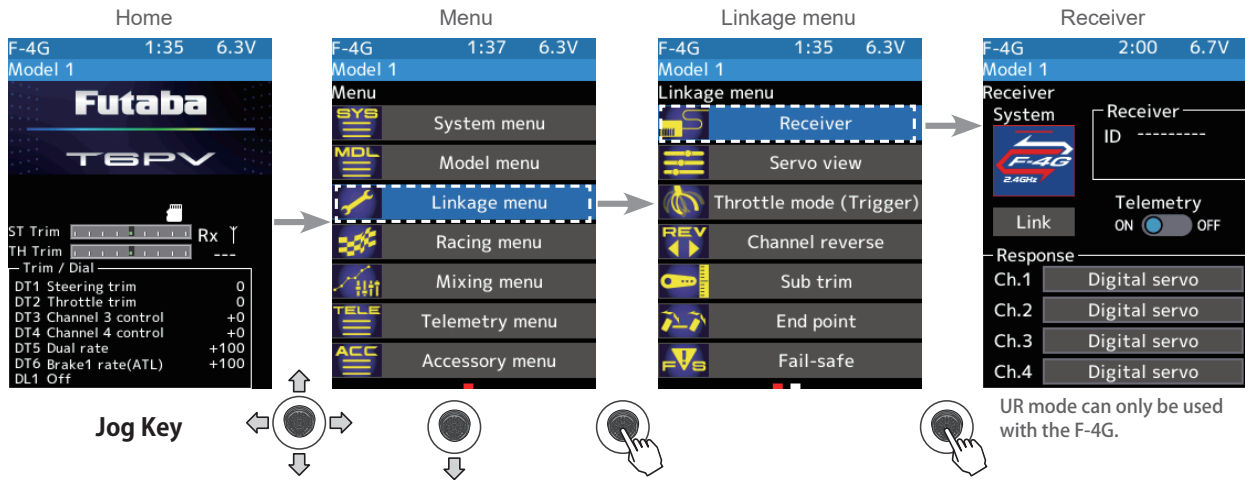 Home
F-4G 1:35 6.3V
Model 1
Futaba
T6PV
ST Trim
TH Trim
Rx
---
Trim / Dial
DT1 Steering trim 0
DT2 Throttle trim 0
DT3 Channel 3 control +0
DT4 Channel 4 control +0
DT5 Dual rate +100
DT6 Brake1 rate(ATL) +100
DL1 Off
Jog Key
Menu
F-4G 1:37 6.3V
Model 1
Menu
SYS System menu
MDL Model menu
Linkage menu
Racing menu
Mixing menu
TELE Telemetry menu
ACC Accessory menu
Linkage menu
F-4G 1:35 6.3V
Model 1
Linkage menu
Receiver
Servo view
Throttle mode (Trigger)
REV Channel reverse
Sub trim
End point
F/S Fail-safe
Receiver
F-4G 2:00 6.7V
Model 1
Receiver
System
F-4G
2.4GHz
Link
Receiver
ID ---------
Telemetry
ON OFF
Response
Ch.1 Digital servo
Ch.2 Digital servo
Ch.3 Digital servo
Ch.4 Digital servo
UR mode can only be used
with the F-4G.